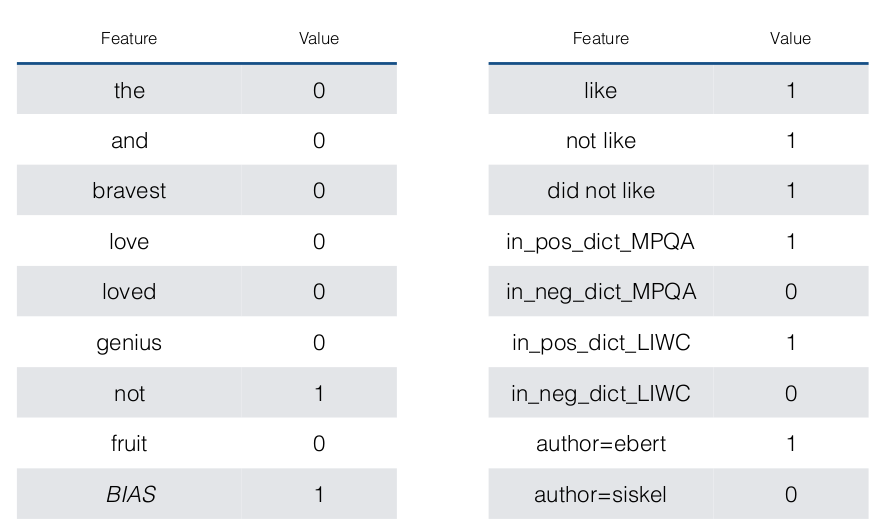 Feature Value
the 0
and 0
bravest 0
love 0
loved 0
genius 0
not 1
fruit 0
BIAS 1
Feature Value
like 1
not like 1
did not like 1
in_pos_dict_MPQA 1
in_neg_dict_MPQA 0
in_pos_dict_LIWC 1
in_neg_dict_LIWC 0
author=ebert 1
author=siskel 0